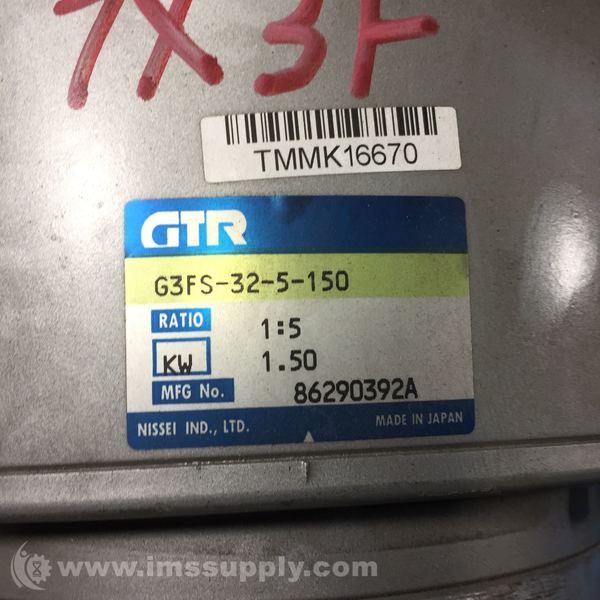 TX 3F
TMMK16670
GTR
G3FS-32-5-150
RATIO 1:5
KW 1.50
MFG No. 86290392A
NISSEI IND., LTD. MADE IN JAPAN
www.imssupply.com